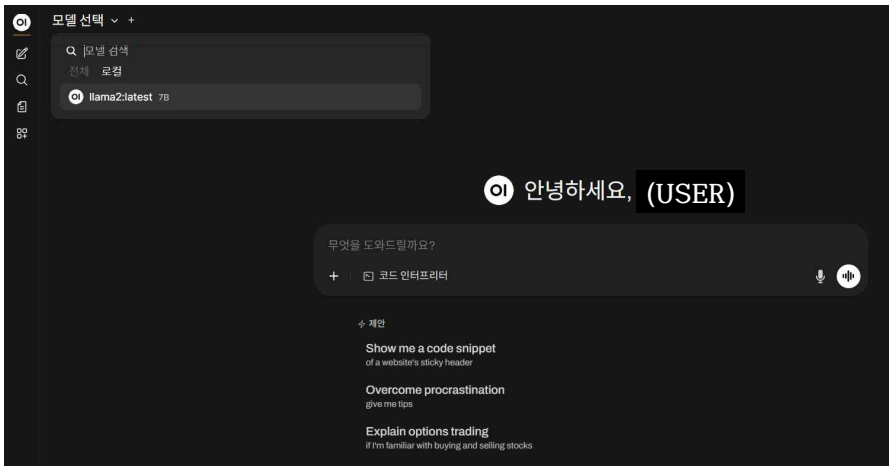 OI
모델 선택
모델 검색
전체 로컬
OI llama2:latest 7B
OI 안녕하세요, (USER)
무엇을 도와드릴까요?
코드 인터프리터
제안
Show me a code snippet
of a website's sticky header
Overcome procrastination
give me tips
Explain options trading
if I'm familiar with buying and selling stocks